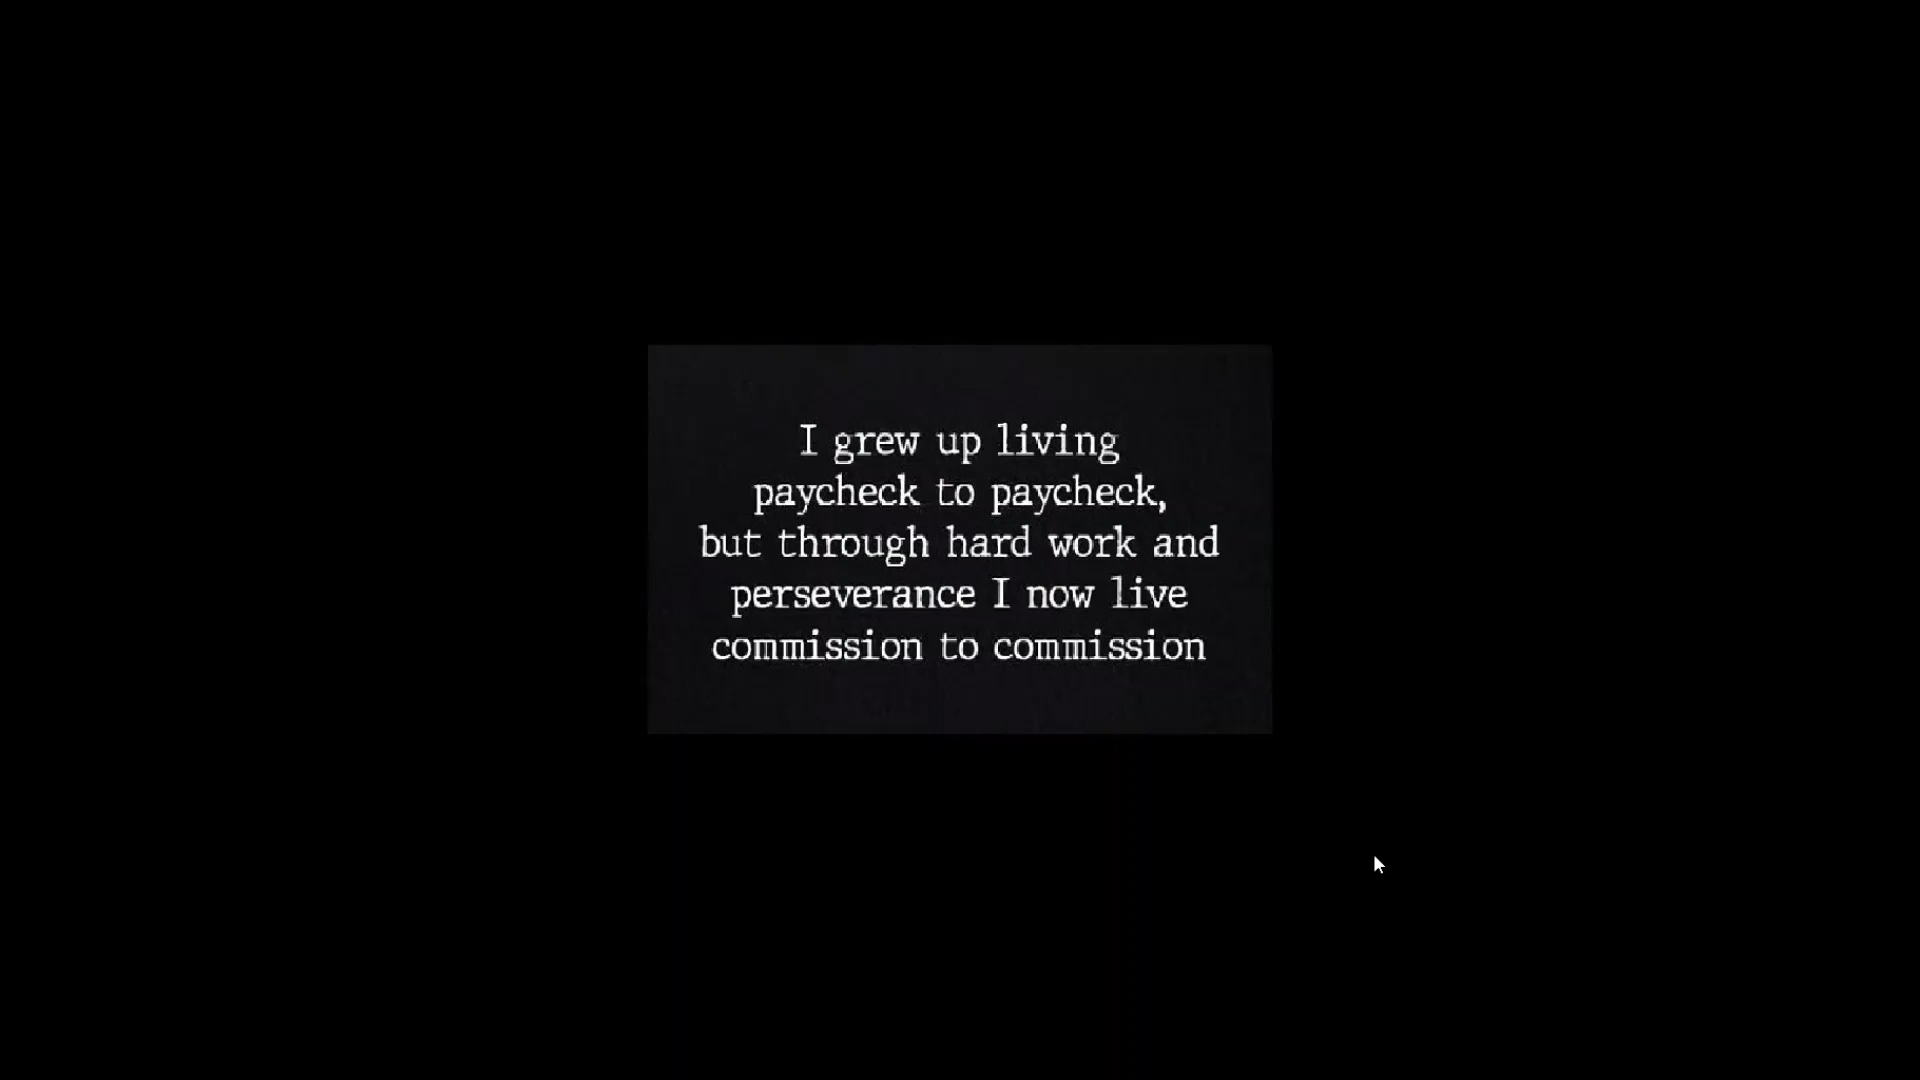 I grew up living
paycheck to paycheck,
but through hard work and
perseverance I now live
commission to commission